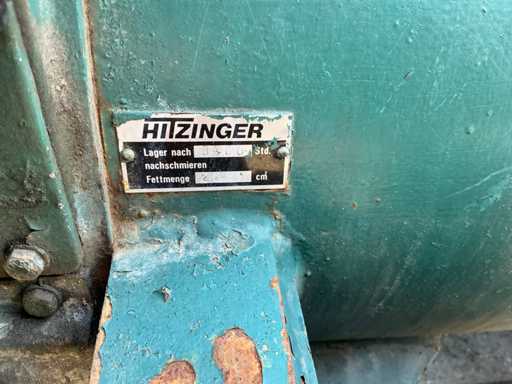 HITZINGER
Lager nach Std.
nachschmieren
Fettmenge cm